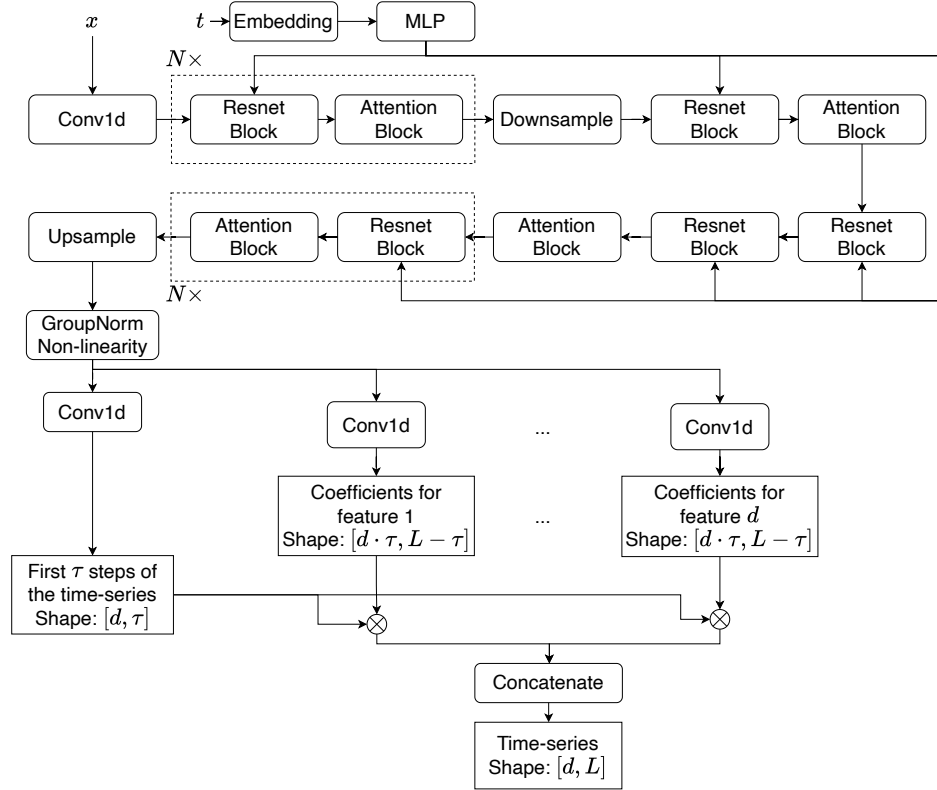 x
t
Embedding
MLP
N×
Conv1d
Resnet
Block
Attention
Block
Downsample
Resnet
Block
Attention
Block
Upsample
Attention
Block
Resnet
Block
Attention
Block
Resnet
Block
Resnet
Block
N×
GroupNorm
Non-linearity
Conv1d
Conv1d
...
Conv1d
Coefficients for
feature 1
Shape: [d · τ, L − τ]
...
Coefficients for
feature d
Shape: [d · τ, L − τ]
First τ steps of
the time-series
Shape: [d, τ]
Concatenate
Time-series
Shape: [d, L]